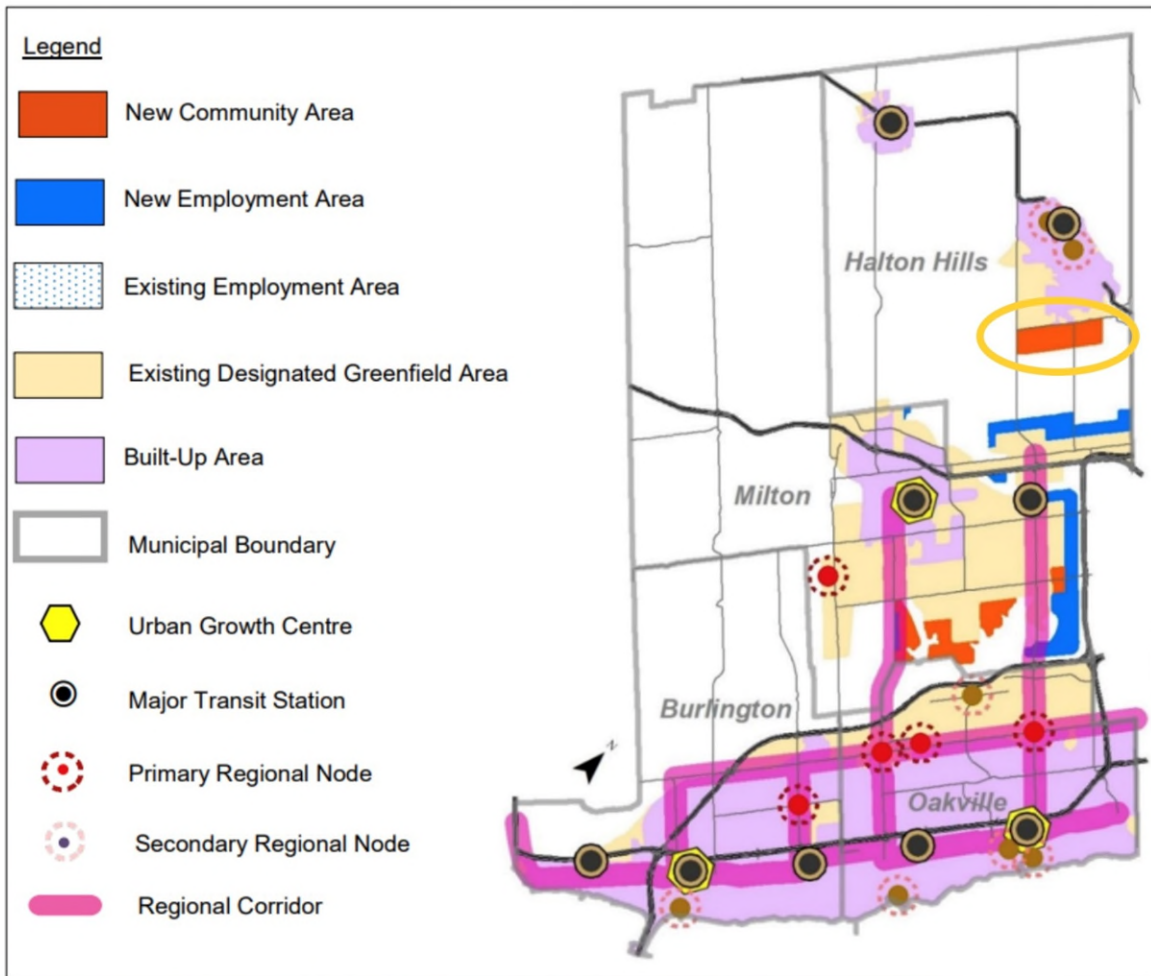 Legend
New Community Area
New Employment Area
Existing Employment Area
Existing Designated Greenfield Area
Built-Up Area
Municipal Boundary
Urban Growth Centre
Major Transit Station
Primary Regional Node
Secondary Regional Node
Regional Corridor
Halton Hills
Milton
Burlington
N
Oakville